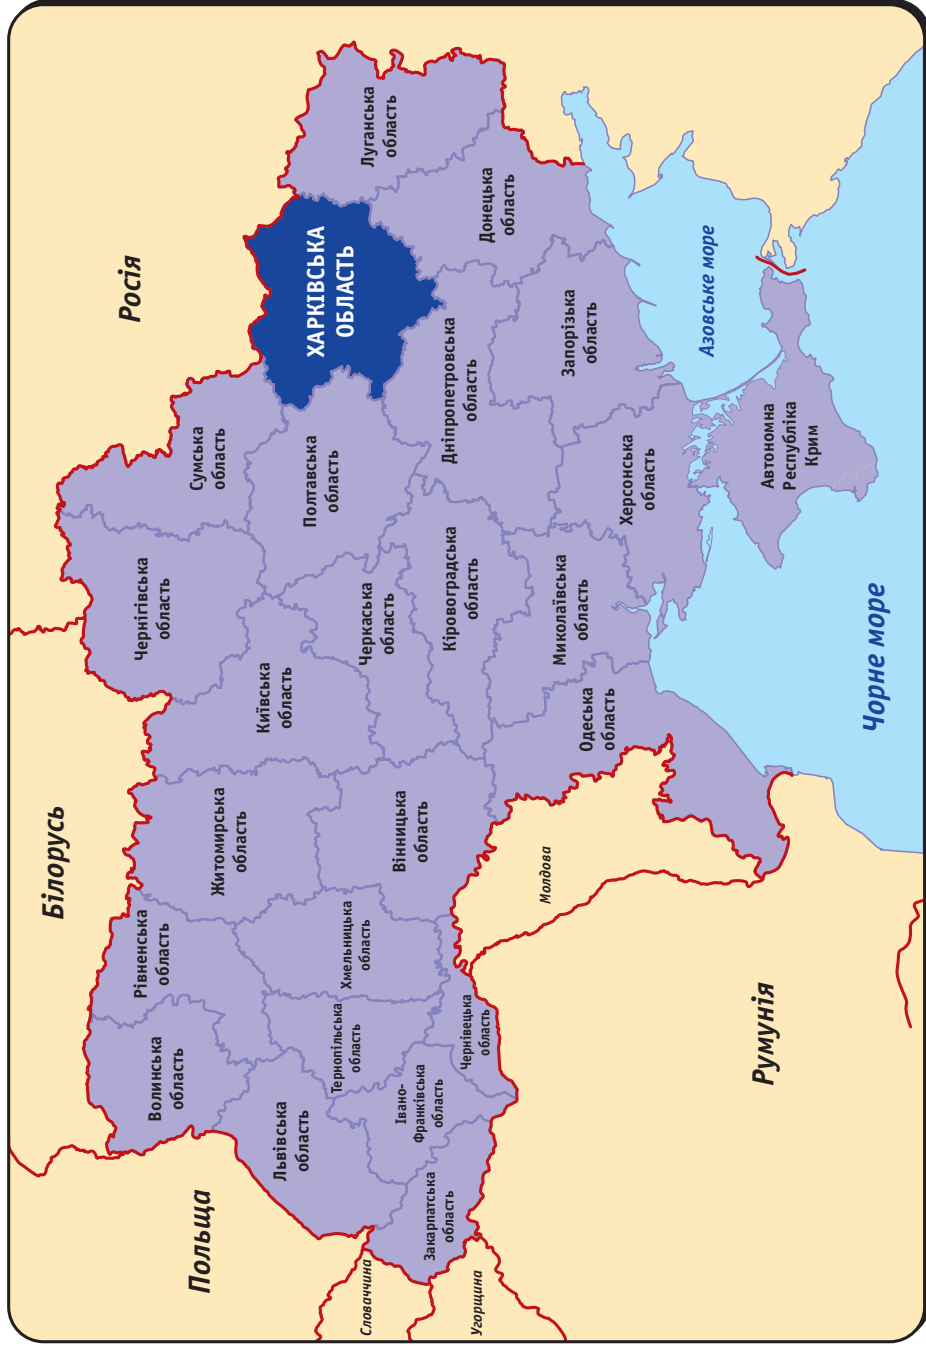 Росія
Білорусь
Польща
Словаччина
Угорщина
Румунія
Молдова
Чорне море
Азовське море
Волинська
область
Рівненська
область
Житомирська
область
Київська
область
Чернігівська
область
Сумська
область
Львівська
область
Тернопільська
область
Хмельницька
область
Вінницька
область
Черкаська
область
Полтавська
область
ХАРКІВСЬКА
ОБЛАСТЬ
Луганська
область
Закарпатська
область
Івано-
Франківська
область
Чернівецька
область
Кіровоградська
область
Дніпропетровська
область
Донецька
область
Одеська
область
Миколаївська
область
Херсонська
область
Запорізька
область
Автономна
Республіка
Крим